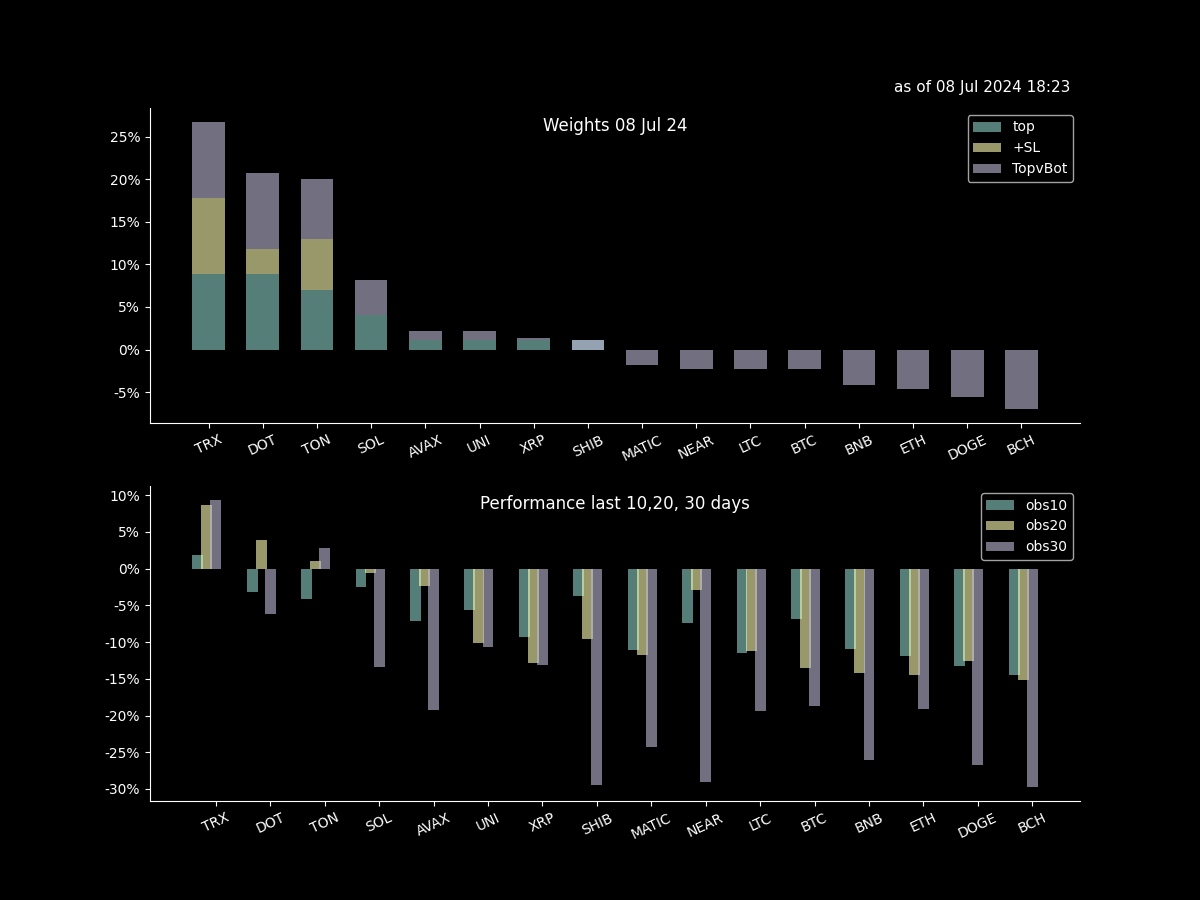 as of 08 Jul 2024 18:23
Weights 08 Jul 24
top
+SL
TopvBot
25%
20%
15%
10%
5%
0%
-5%
TRX DOT TON SOL AVAX UNI XRP SHIB MATIC NEAR LTC BTC BNB ETH DOGE BCH
Performance last 10,20, 30 days
obs10
obs20
obs30
10%
5%
0%
-5%
-10%
-15%
-20%
-25%
-30%
TRX DOT TON SOL AVAX UNI XRP SHIB MATIC NEAR LTC BTC BNB ETH DOGE BCH